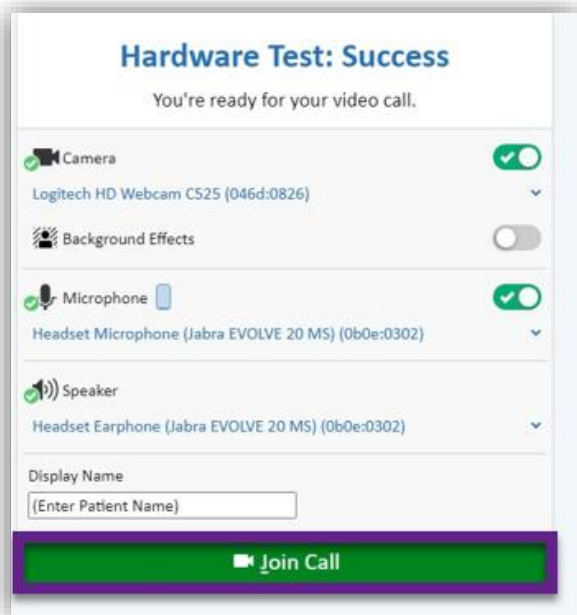 Hardware Test: Success
You're ready for your video call.
Camera
Logitech HD Webcam C525 (046d:0826)
Background Effects
Microphone
Headset Microphone (Jabra EVOLVE 20 MS) (0b0e:0302)
Speaker
Headset Earphone (Jabra EVOLVE 20 MS) (0b0e:0302)
Display Name
(Enter Patient Name)
Join Call